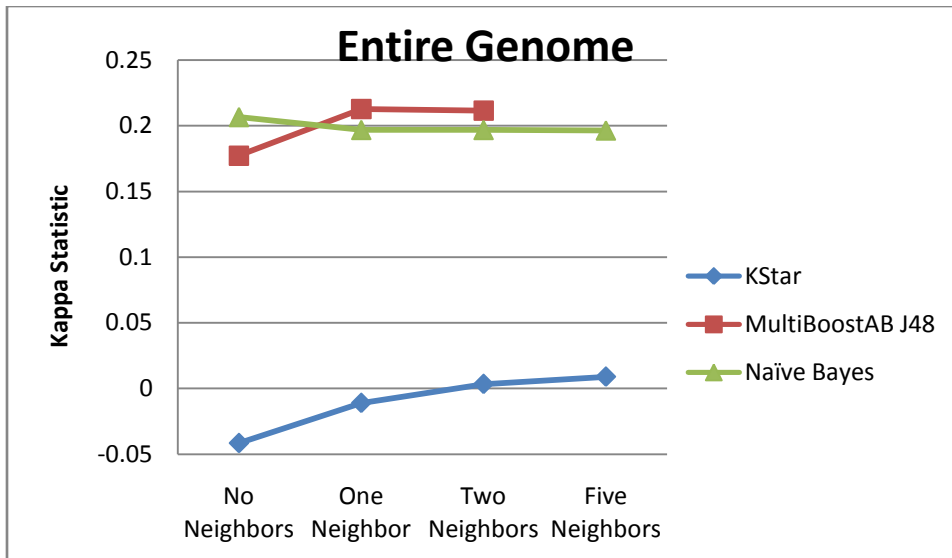 Entire Genome
Kappa Statistic
0.25
0.2
0.15
0.1
0.05
0
-0.05
No Neighbors
One Neighbor
Two Neighbors
Five Neighbors
KStar
MultiBoostAB J48
Naïve Bayes